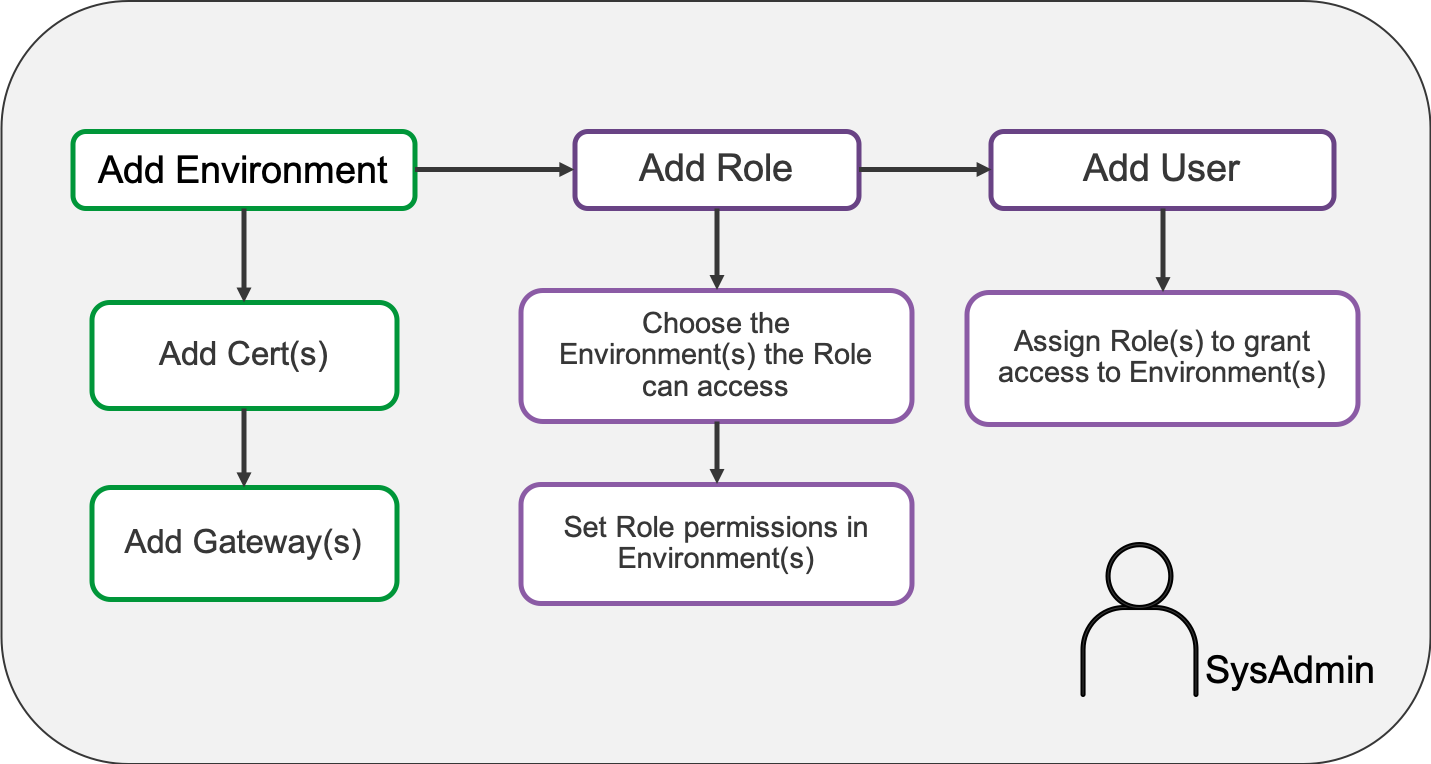 Add Environment
Add Role
Add User
Add Cert(s)
Choose the
Environment(s) the Role
can access
Assign Role(s) to grant
access to Environment(s)
Add Gateway(s)
Set Role permissions in
Environment(s)
SysAdmin